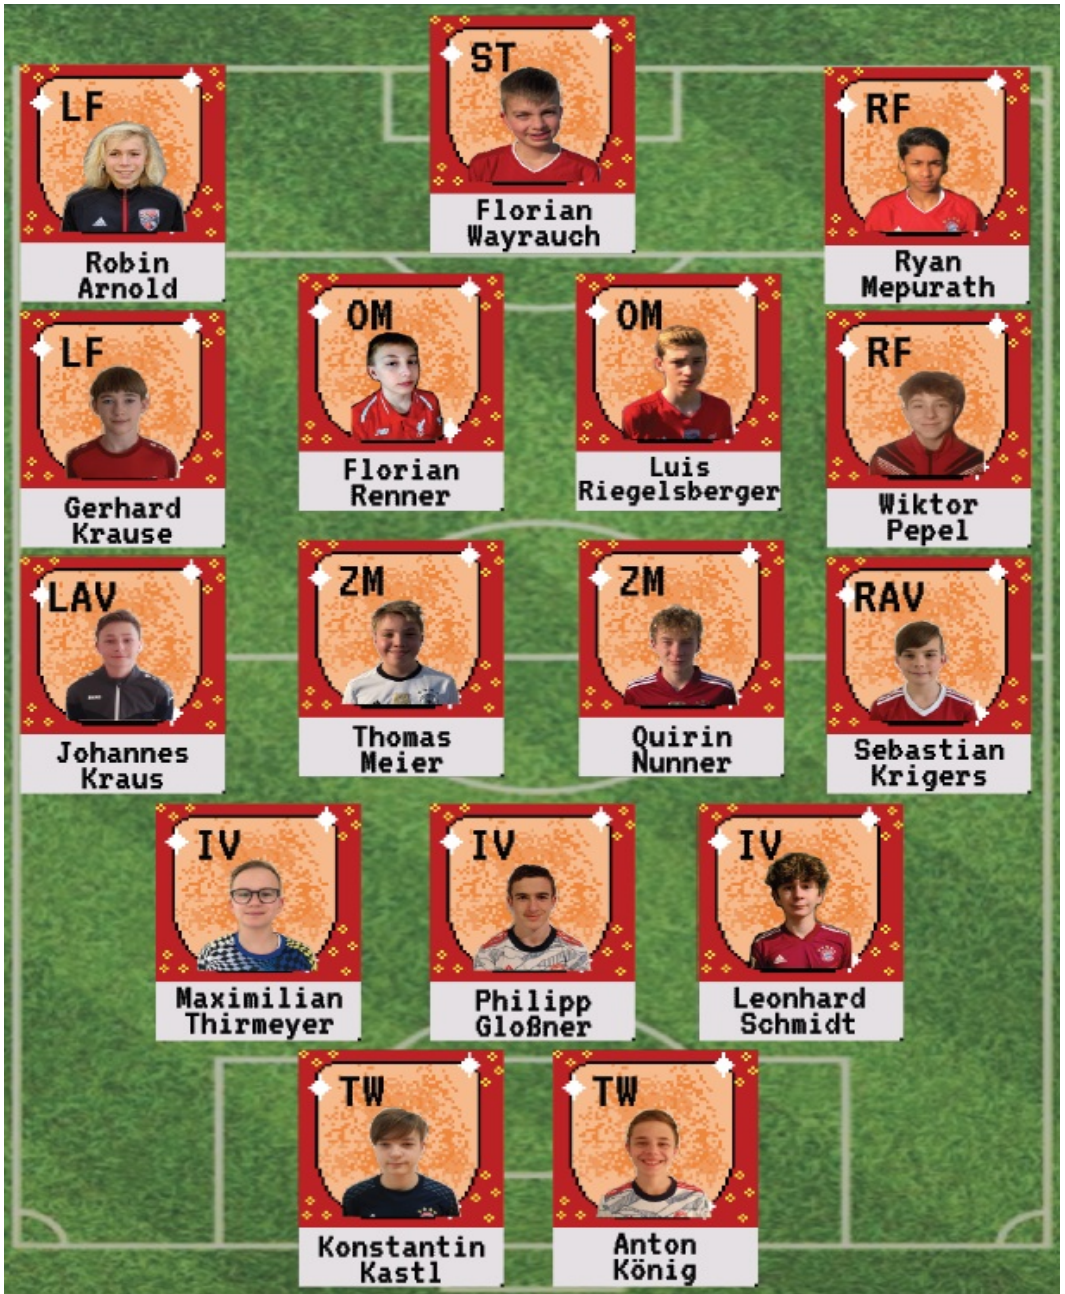 ST
Florian
Wayrauch
LF
Robin
Arnold
RF
Ryan
Mepurath
OM
Florian
Renner
OM
Luis
Riegelsberger
LF
Gerhard
Krause
RF
Wiktor
Pepel
LAV
Johannes
Kraus
ZM
Thomas
Meier
ZM
Quirin
Nunner
RAV
Sebastian
Krigers
IV
Maximilian
Thirmeyer
IV
Philipp
Gloßner
IV
Leonhard
Schmidt
TW
Konstantin
Kastl
TW
Anton
König